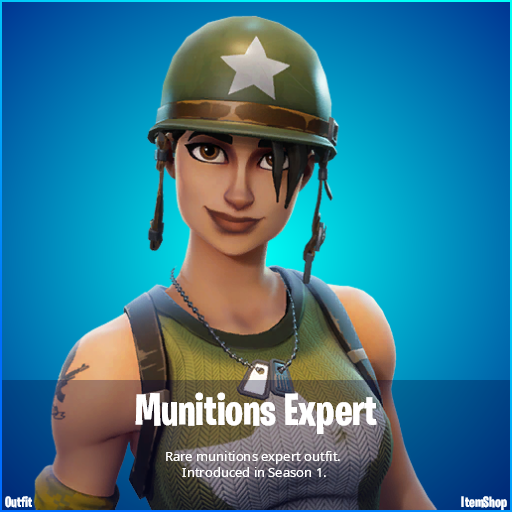 Munitions Expert
Rare munitions expert outfit.
Introduced in Season 1.
Outfit
ItemShop